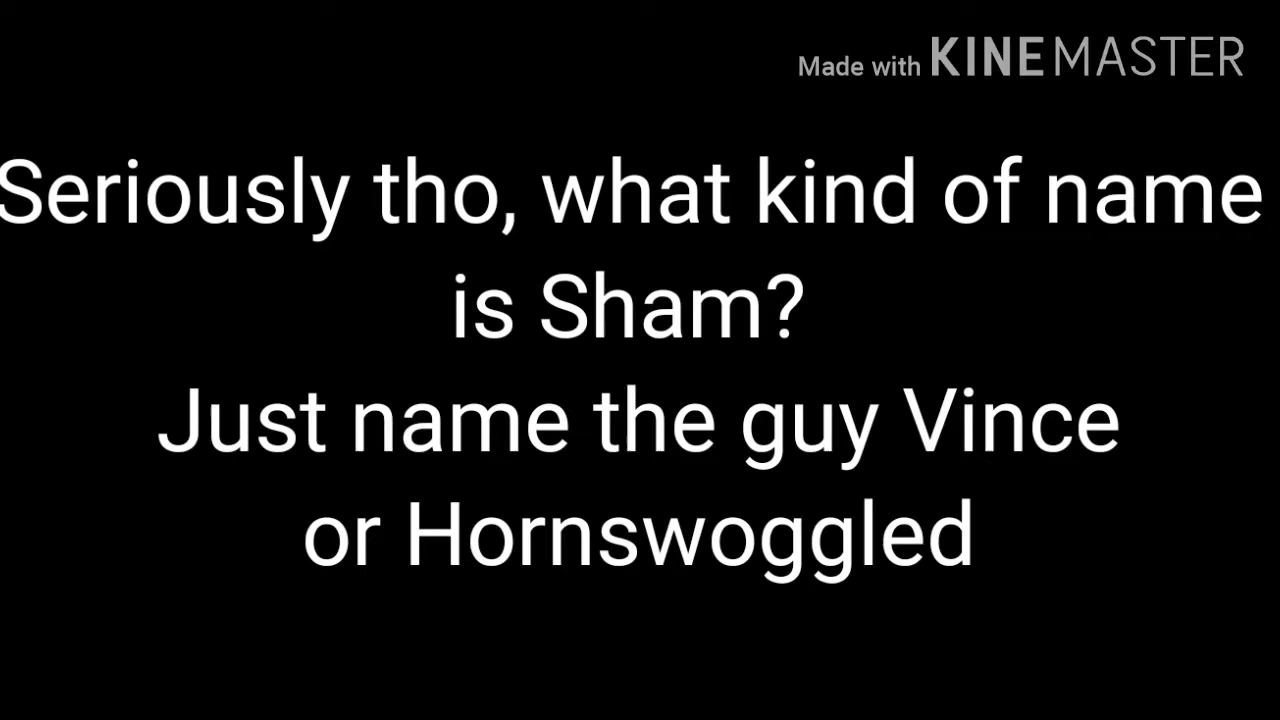 Made with KINEMASTER
Seriously tho, what kind of name
is Sham?
Just name the guy Vince
or Hornswoggled